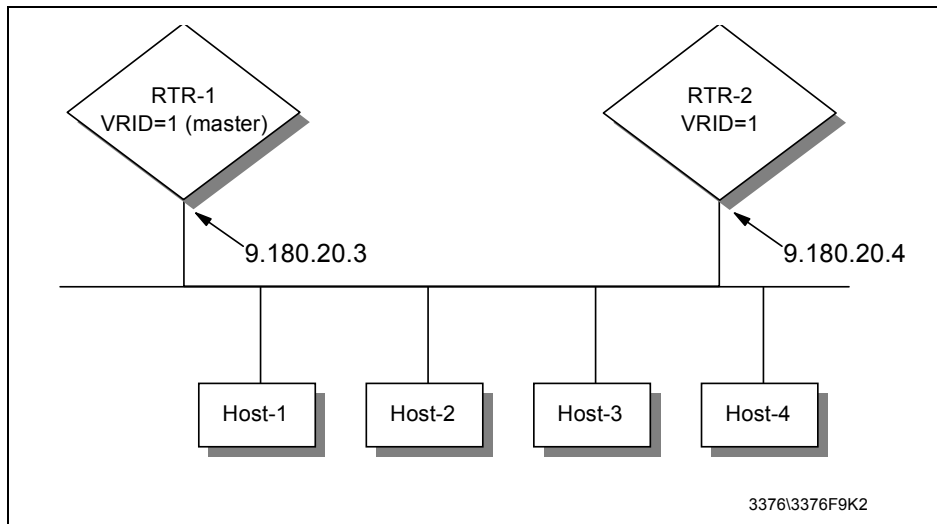 RTR-1
VRID=1 (master)
RTR-2
VRID=1
9.180.20.3
9.180.20.4
Host-1
Host-2
Host-3
Host-4
3376\3376F9K2